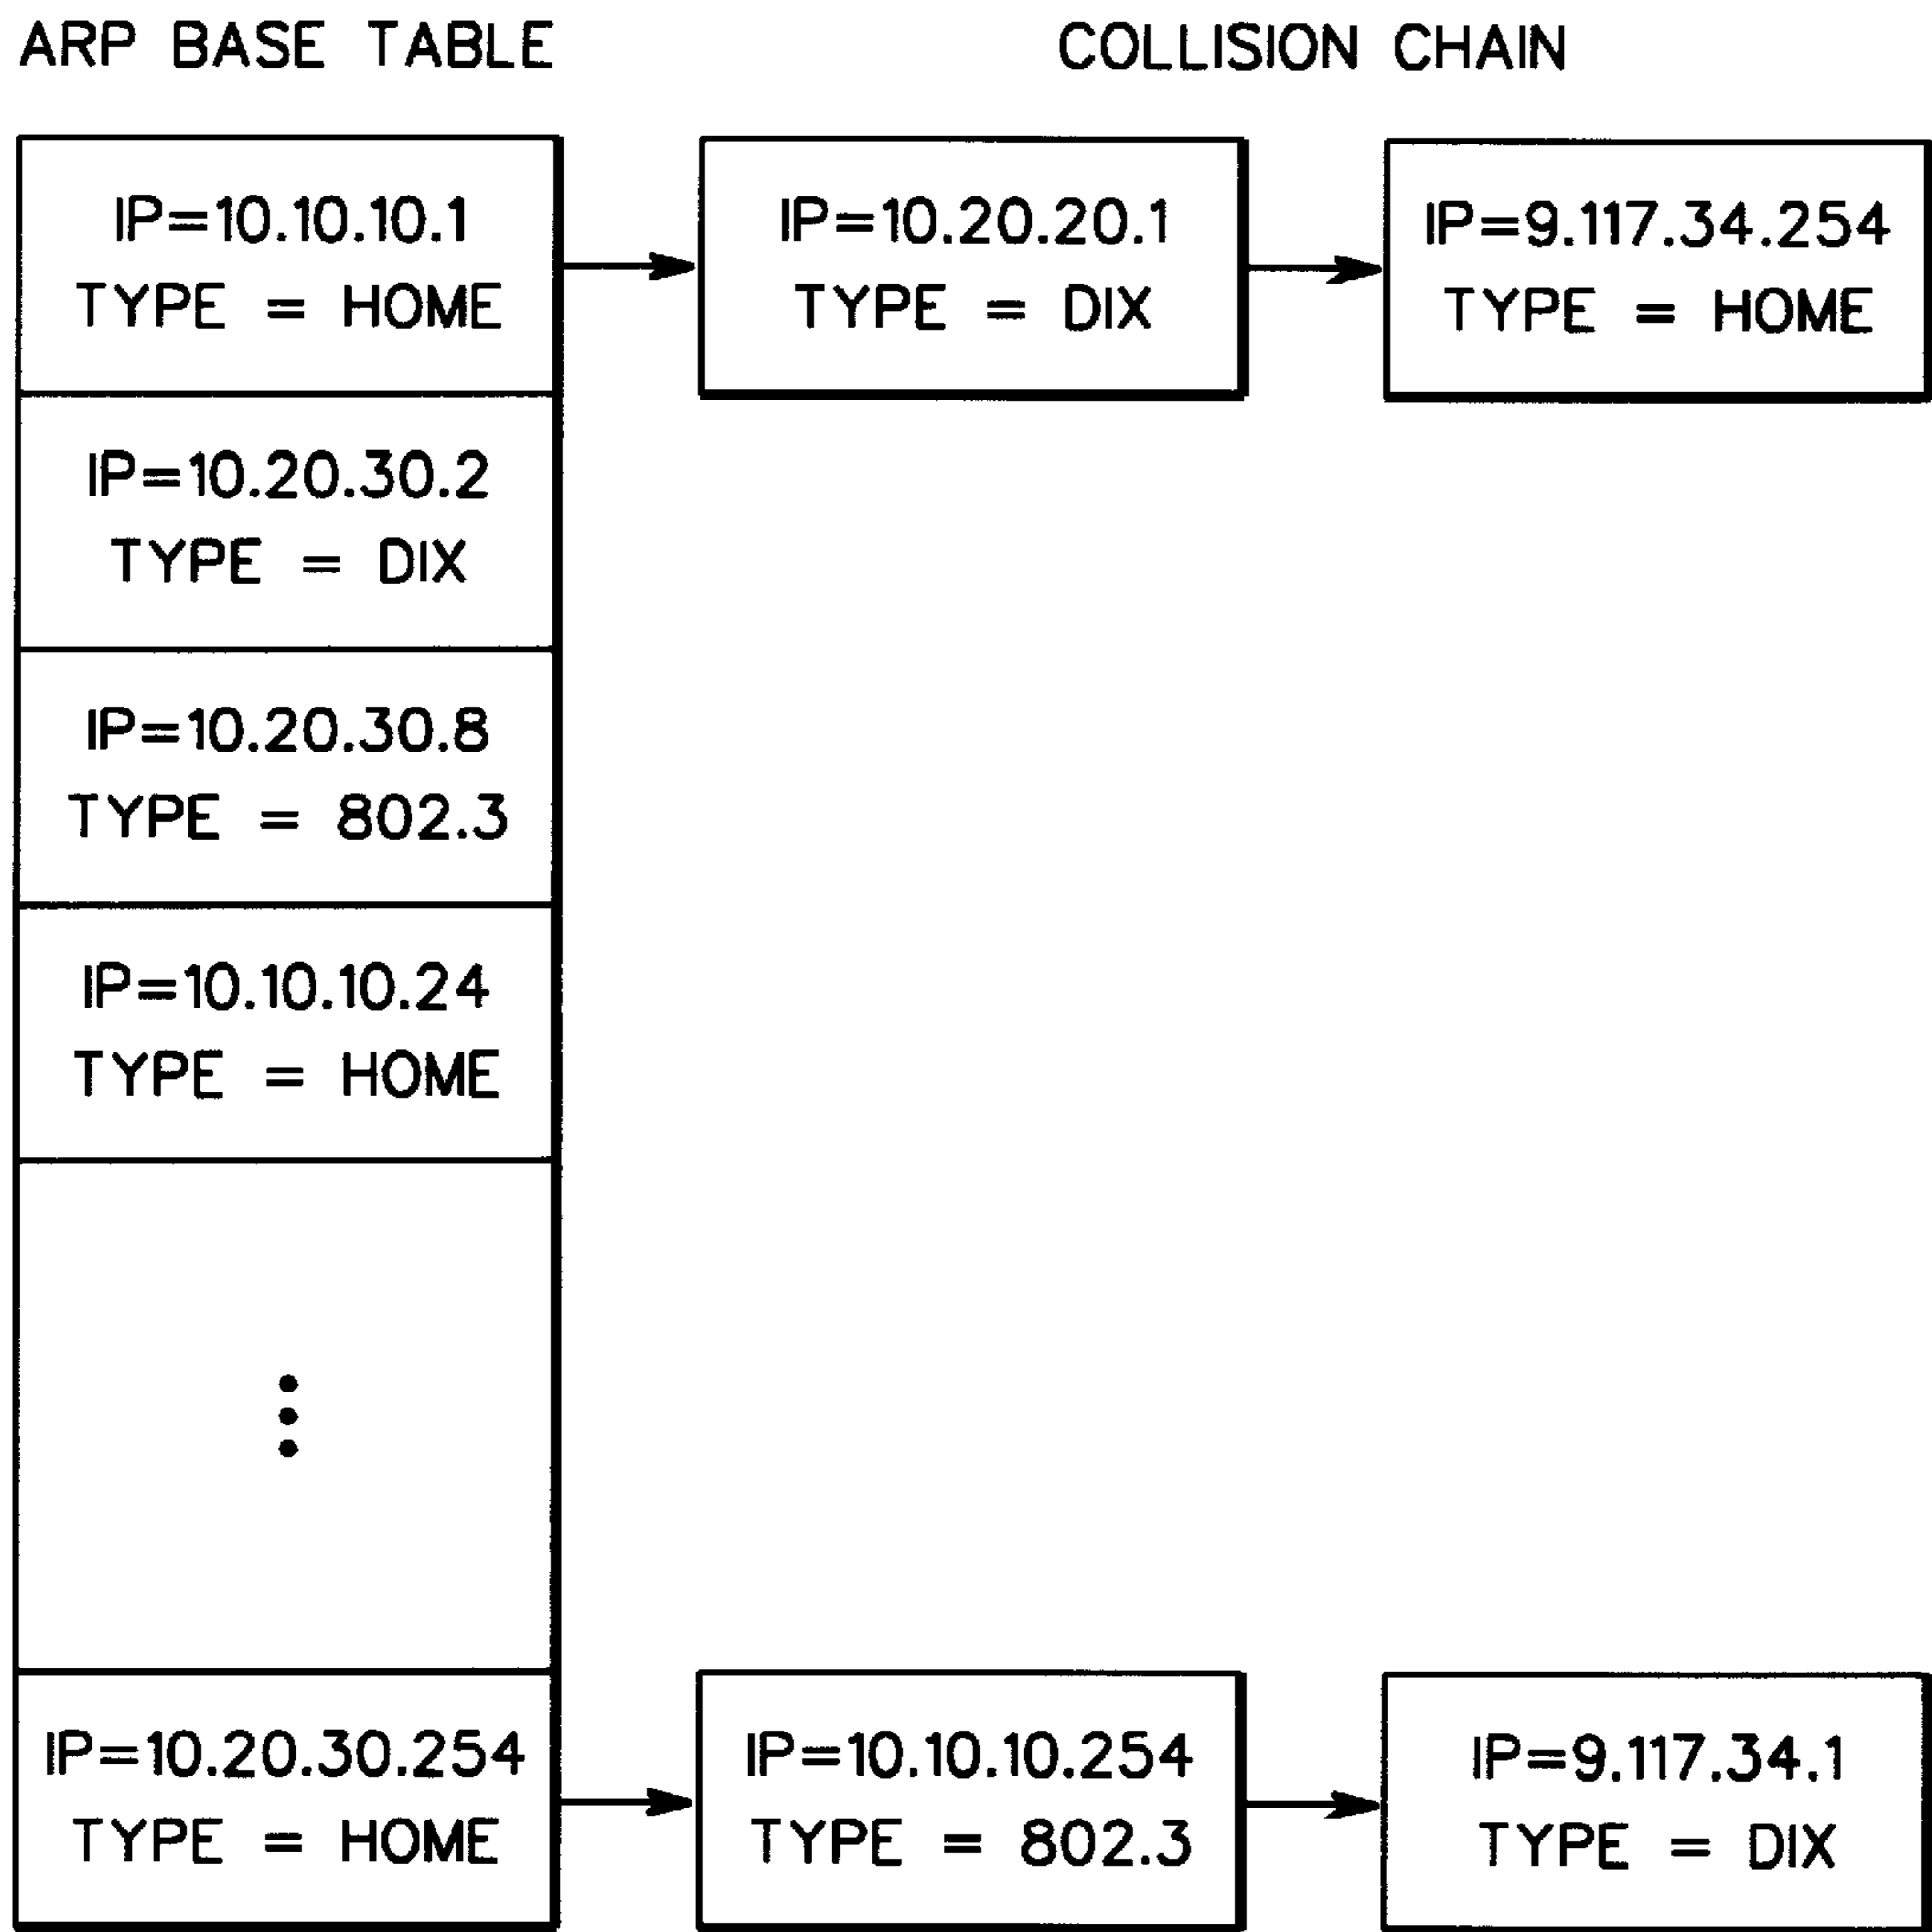 ARP BASE TABLE
COLLISION CHAIN
IP=10.10.10.1
TYPE = HOME
IP=10.20.20.1
TYPE = DIX
IP=9.117.34.254
TYPE = HOME
IP=10.20.30.2
TYPE = DIX
IP=10.20.30.8
TYPE = 802.3
IP=10.10.10.24
TYPE = HOME
IP=10.20.30.254
TYPE = HOME
IP=10.10.10.254
TYPE = 802.3
IP=9.117.34.1
TYPE = DIX